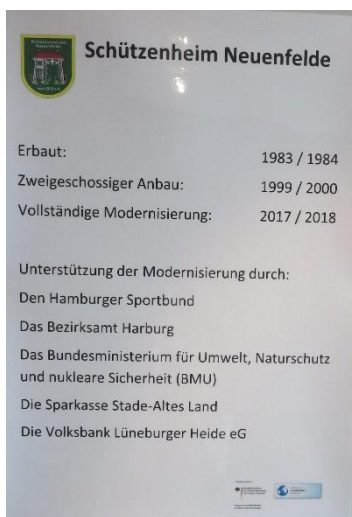 Schützenheim Neuenfelde
Erbaut: 1983 / 1984
Zweigeschossiger Anbau: 1999 / 2000
Vollständige Modernisierung: 2017 / 2018
Unterstützung der Modernisierung durch:
Den Hamburger Sportbund
Das Bezirksamt Harburg
Das Bundesministerium für Umwelt, Naturschutz
und nukleare Sicherheit (BMU)
Die Sparkasse Stade-Altes Land
Die Volksbank Lüneburger Heide eG